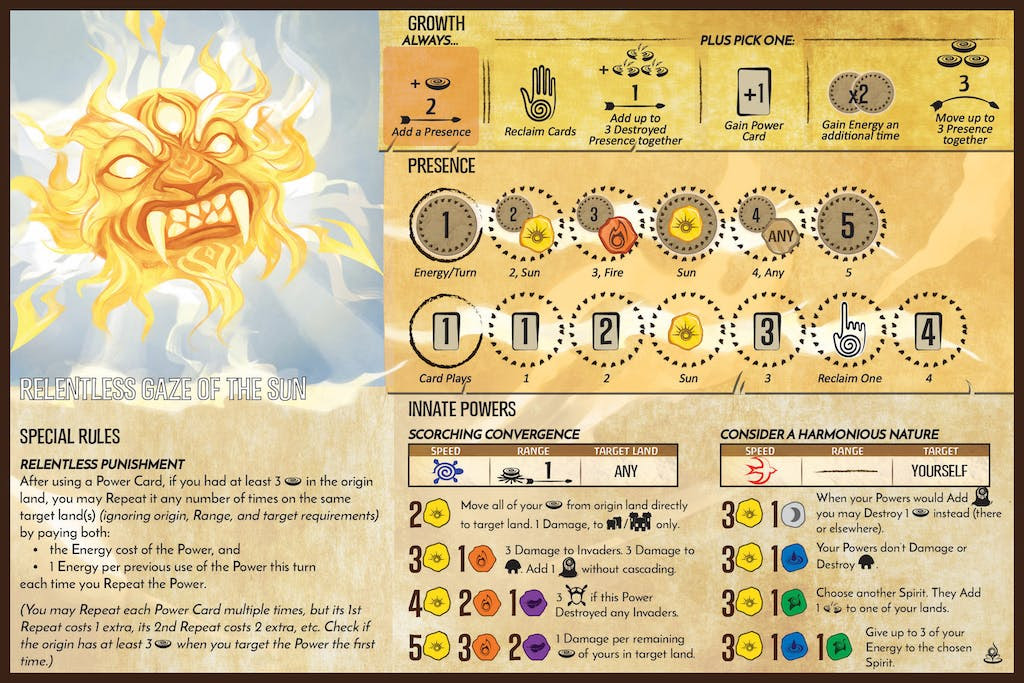 GROWTH
ALWAYS...
PLUS PICK ONE:
+
2
Add a Presence
Reclaim Cards
+
1
Add up to
3 Destroyed
Presence together
+1
Gain Power
Card
x2
Gain Energy an
additional time
3
Move up to
3 Presence
together
PRESENCE
1 2 3 4 ANY 5
Energy/Turn 2, Sun 3, Fire Sun 4, Any 5
1 1 2 3 4
Card Plays 1 2 Sun 3 Reclaim One 4
RELENTLESS GAZE OF THE SUN
SPECIAL RULES
RELENTLESS PUNISHMENT
After using a Power Card, if you had at least 3 in the origin
land, you may Repeat it any number of times on the same
target land(s) (ignoring origin, Range, and target requirements)
by paying both:
• the Energy cost of the Power, and
• 1 Energy per previous use of the Power this turn
each time you Repeat the Power.
(You may Repeat each Power Card multiple times, but its 1st
Repeat costs 1 extra, its 2nd Repeat costs 2 extra, etc. Check if
the origin has at least 3 when you target the Power the first
time.)
INNATE POWERS
SCORCHING CONVERGENCE
SPEED RANGE TARGET LAND
1 ANY
2 Move all of your from origin land directly
to target land. 1 Damage, to / only.
3 1 3 Damage to Invaders. 3 Damage to
. Add 1 without cascading.
4 2 1 3 if this Power
Destroyed any Invaders.
5 3 2 1 Damage per remaining
of yours in target land.
CONSIDER A HARMONIOUS NATURE
SPEED RANGE TARGET
YOURSELF
3 1 When your Powers would Add
you may Destroy 1 instead (there
or elsewhere).
3 1 Your Powers don't Damage or
Destroy .
3 1 Choose another Spirit. They Add
1 to one of your lands.
3 1 1 Give up to 3 of your
Energy to the chosen
Spirit.